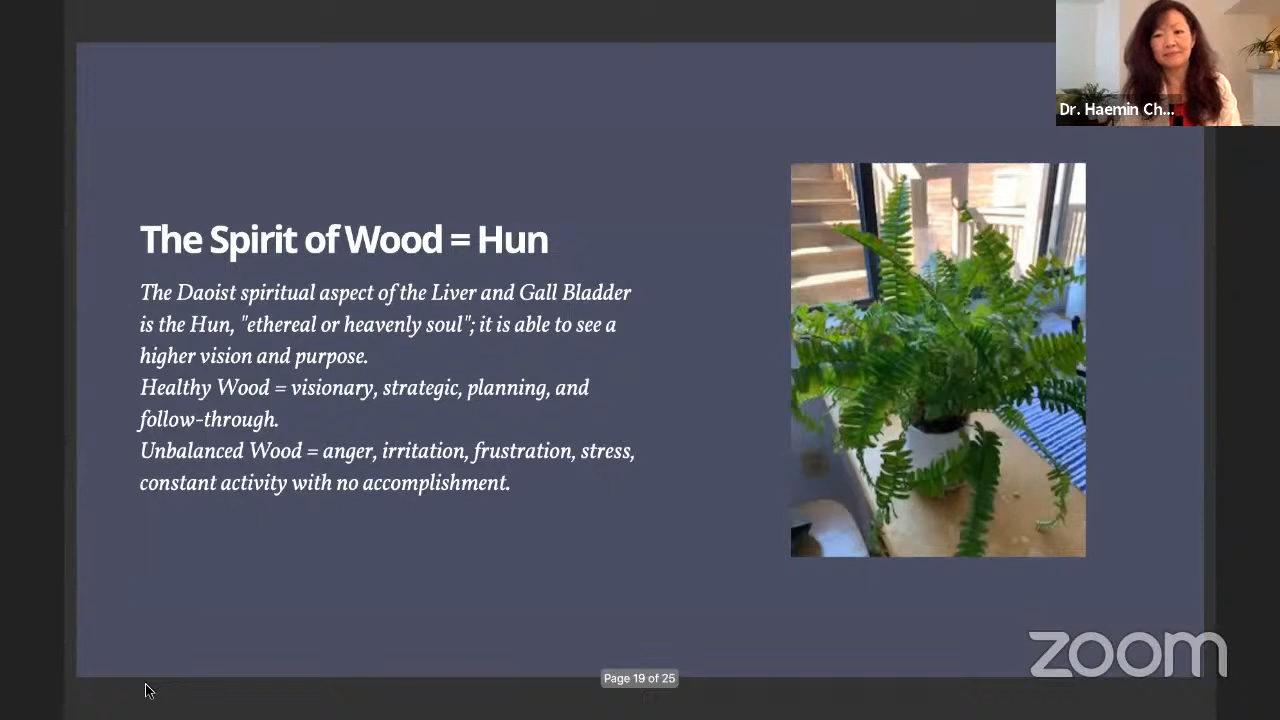 Dr. Haemin Ch...
The Spirit of Wood = Hun
The Daoist spiritual aspect of the Liver and Gall Bladder
is the Hun, "ethereal or heavenly soul"; it is able to see a
higher vision and purpose.
Healthy Wood = visionary, strategic, planning, and
follow-through.
Unbalanced Wood = anger, irritation, frustration, stress,
constant activity with no accomplishment.
zoom
Page 19 of 25